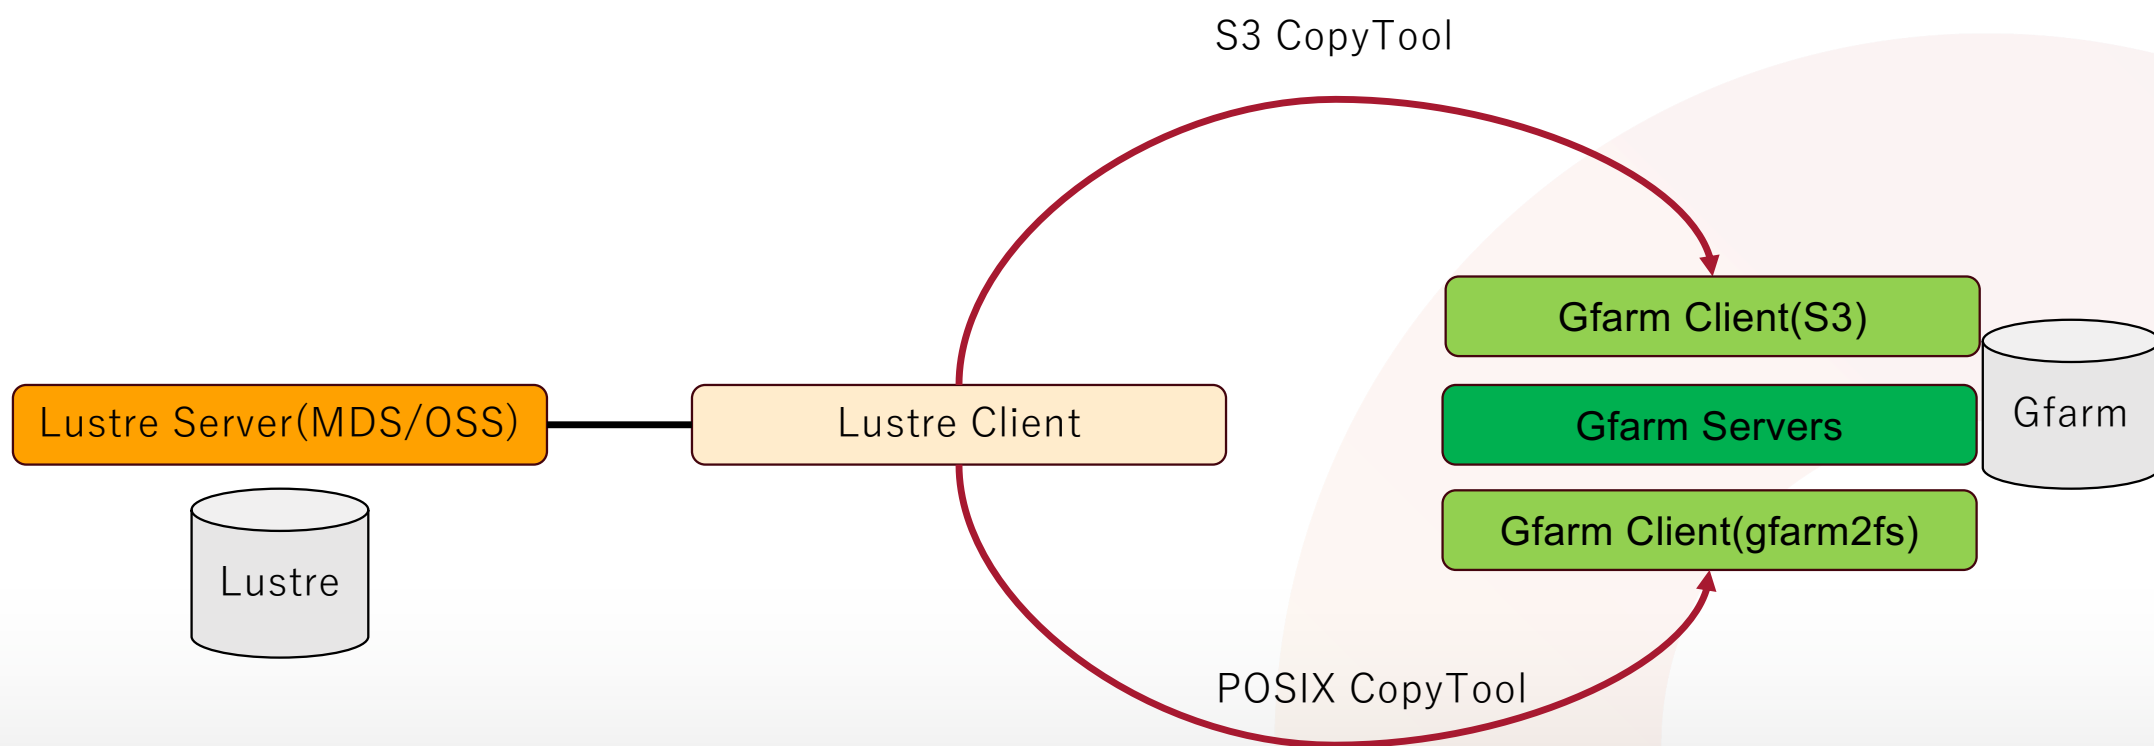 S3 CopyTool
Gfarm Client(S3)
Lustre Server(MDS/OSS)
Lustre Client
Gfarm Servers
Gfarm
Gfarm Client(gfarm2fs)
Lustre
POSIX CopyTool